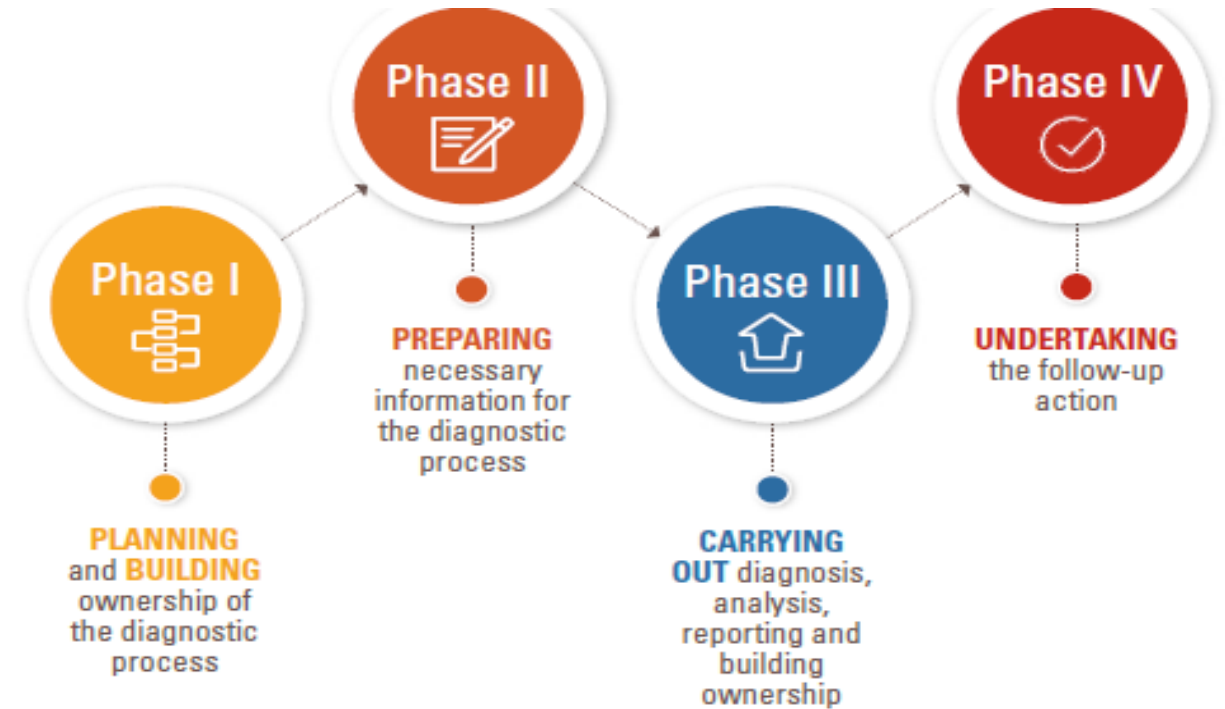 Phase I
PLANNING
and BUILDING
ownership of
the diagnostic
process
Phase II
PREPARING
necessary
information for
the diagnostic
process
Phase III
CARRYING
OUT diagnosis,
analysis,
reporting and
building
ownership
Phase IV
UNDERTAKING
the follow-up
action